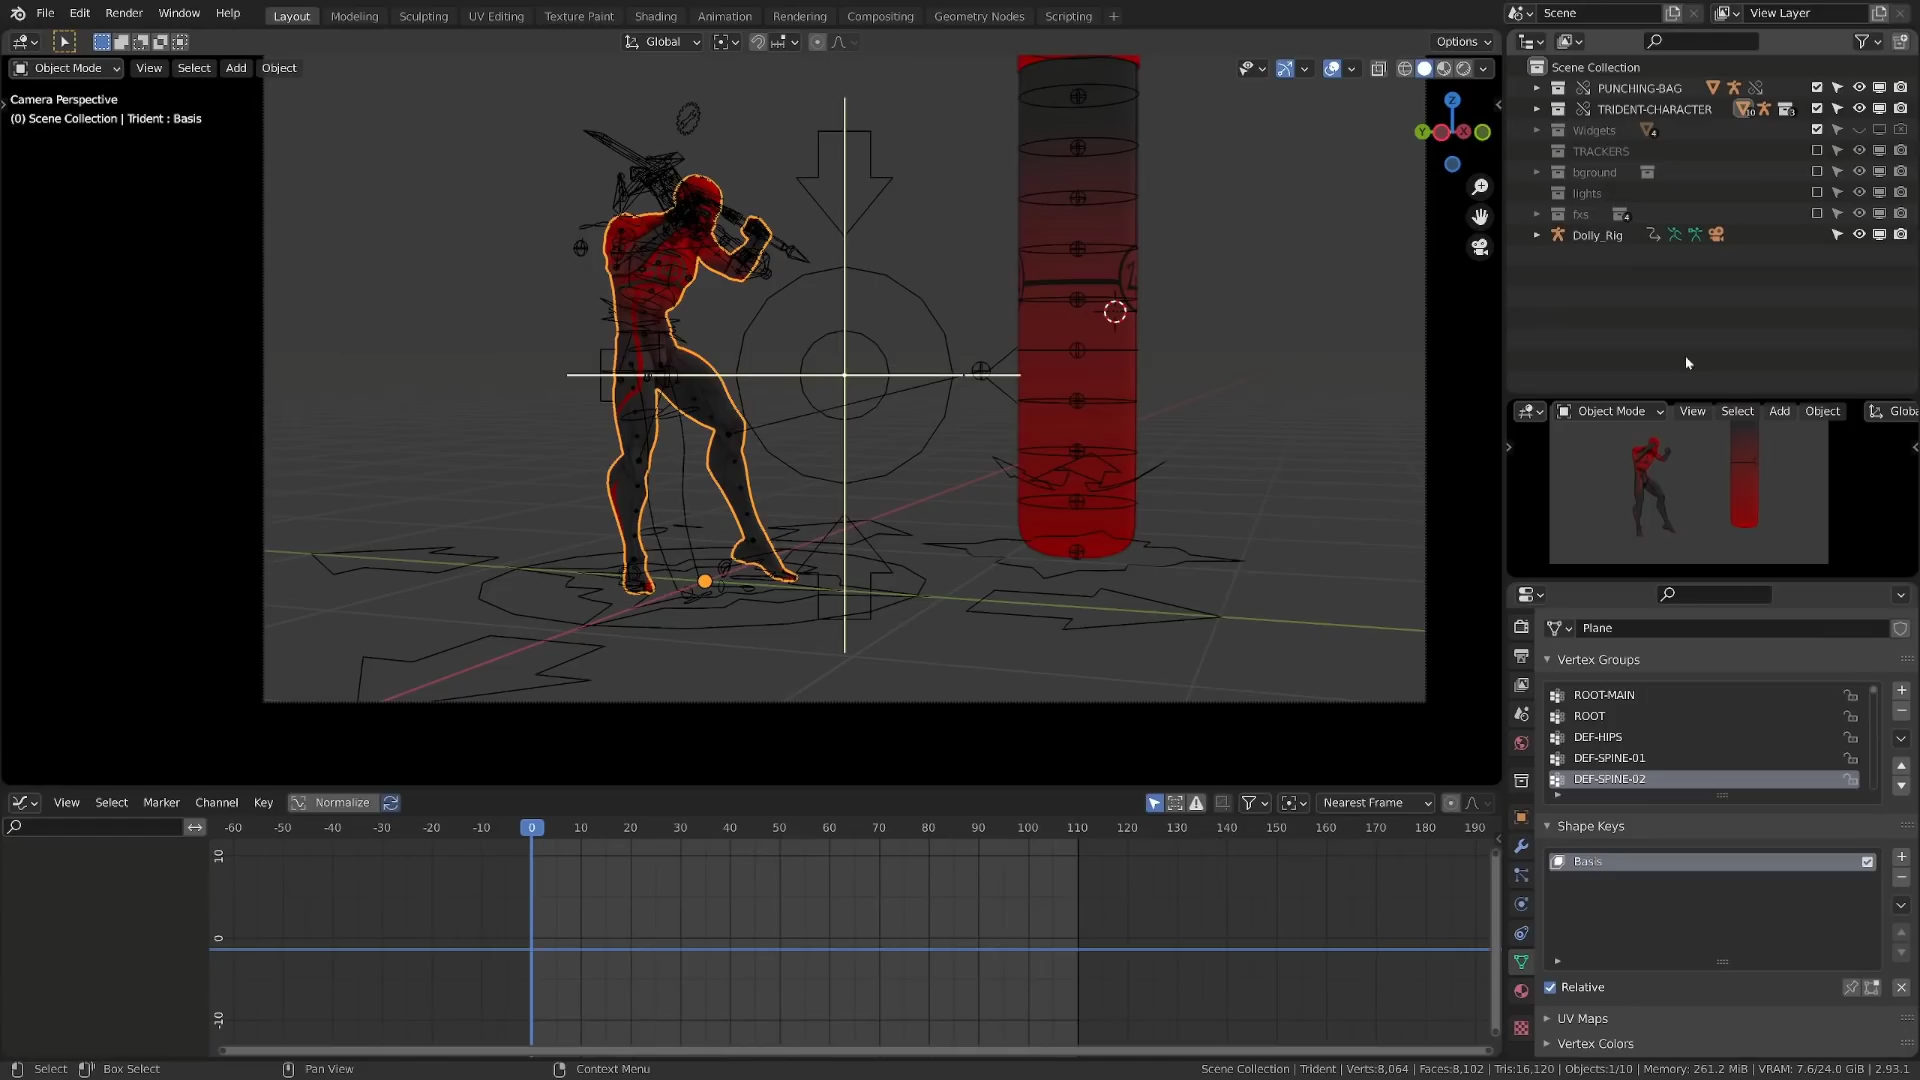 File Edit Render Window Help Layout Modeling Sculpting UV Editing Texture Paint Shading Animation Rendering Compositing Geometry Nodes Scripting + Scene View Layer
Global Options
Object Mode View Select Add Object
Camera Perspective
(0) Scene Collection | Trident : Basis
Z
Y
X
Scene Collection
PUNCHING-BAG
TRIDENT-CHARACTER 10 3
Widgets 4
TRACKERS
bground
lights
fxs 4
Dolly_Rig
Object Mode View Select Add Object Globa
Plane
Vertex Groups
ROOT-MAIN
ROOT
DEF-HIPS
DEF-SPINE-01
DEF-SPINE-02
Shape Keys
Basis
Relative
UV Maps
Vertex Colors
View Select Marker Channel Key Normalize Nearest Frame
-60 -50 -40 -30 -20 -10 0 10 20 30 40 50 60 70 80 90 100 110 120 130 140 150 160 170 180 190
10
0
-10
Select Box Select Pan View Context Menu Scene Collection | Trident | Verts:8,064 | Faces:8,102 | Tris:16,120 | Objects:1/10 | Memory: 261.2 MiB | VRAM: 7.6/24.0 GiB | 2.93.1